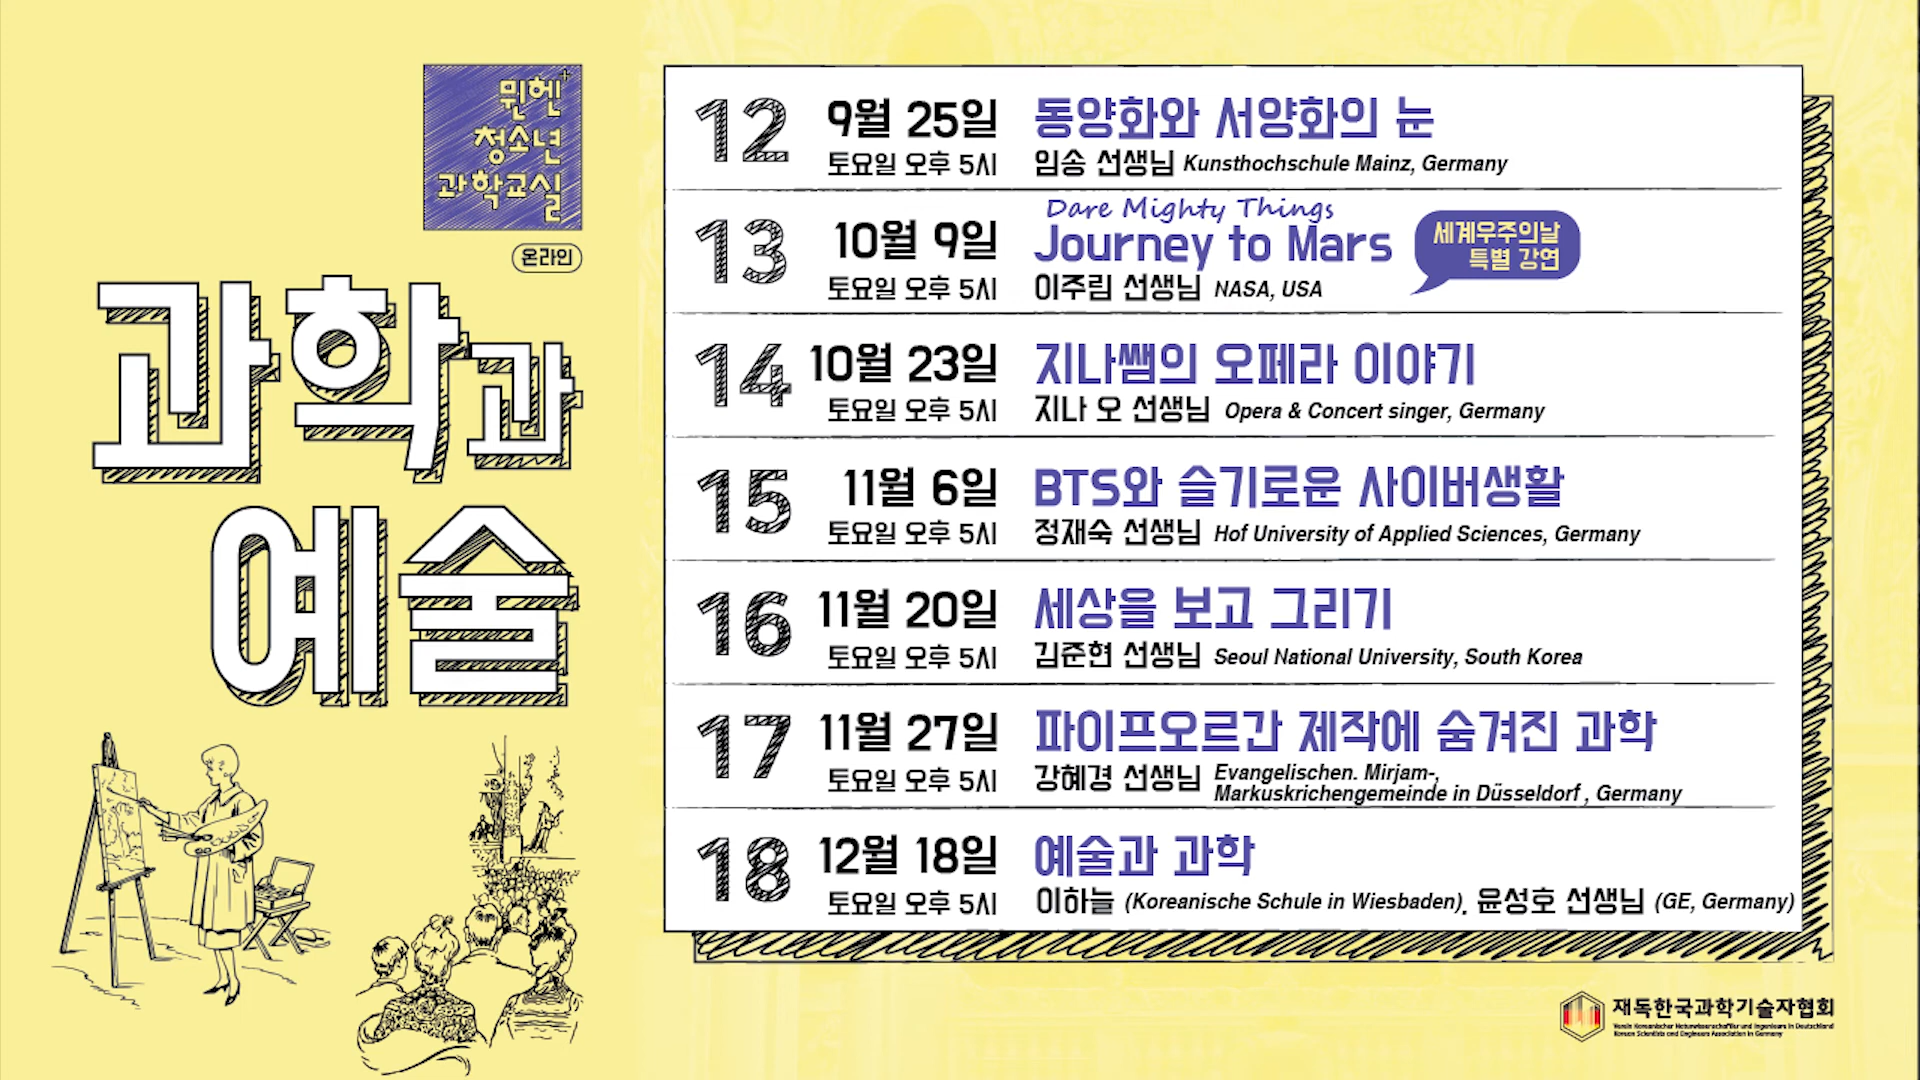 뮌헨+
청소년
과학교실
온라인
과학과
예술
12 9월 25일 동양화와 서양화의 눈
토요일 오후 5시 임송 선생님 Kunsthochschule Mainz, Germany
Dare Mighty Things
13 10월 9일 Journey to Mars
세계우주의날
특별 강연
토요일 오후 5시 이주림 선생님 NASA, USA
14 10월 23일 지나쌤의 오페라 이야기
토요일 오후 5시 지나 오 선생님 Opera & Concert singer, Germany
15 11월 6일 BTS와 슬기로운 사이버생활
토요일 오후 5시 정재숙 선생님 Hof University of Applied Sciences, Germany
16 11월 20일 세상을 보고 그리기
토요일 오후 5시 김준현 선생님 Seoul National University, South Korea
17 11월 27일 파이프오르간 제작에 숨겨진 과학
토요일 오후 5시 강혜경 선생님 Evangelischen. Mirjam-,
Markuskrichengemeinde in Düsseldorf , Germany
18 12월 18일 예술과 과학
토요일 오후 5시 이하늘 (Koreanische Schule in Wiesbaden), 윤성호 선생님 (GE, Germany)
재독한국과학기술자협회
Verein Koreanischer Naturwissenschaftler und Ingenieure in Deutschland
Korean Scientists and Engineers Association in Germany